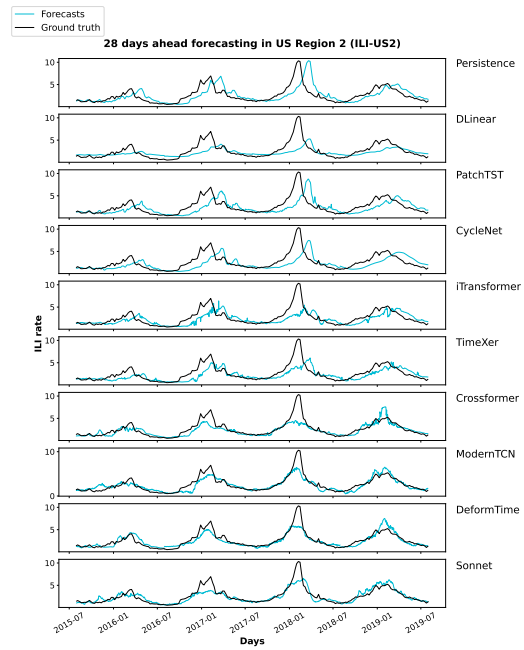 Forecasts
Ground truth
28 days ahead forecasting in US Region 2 (ILI-US2)
10
5
Persistence
10
5
DLinear
10
5
PatchTST
10
5
CycleNet
10
5
iTransformer
ILI rate
10
5
TimeXer
10
5
Crossformer
10
0
ModernTCN
10
5
DeformTime
10
5
Sonnet
2015-07
2016-01
2016-07
2017-01
2017-07
2018-01
2018-07
2019-01
2019-07
Days